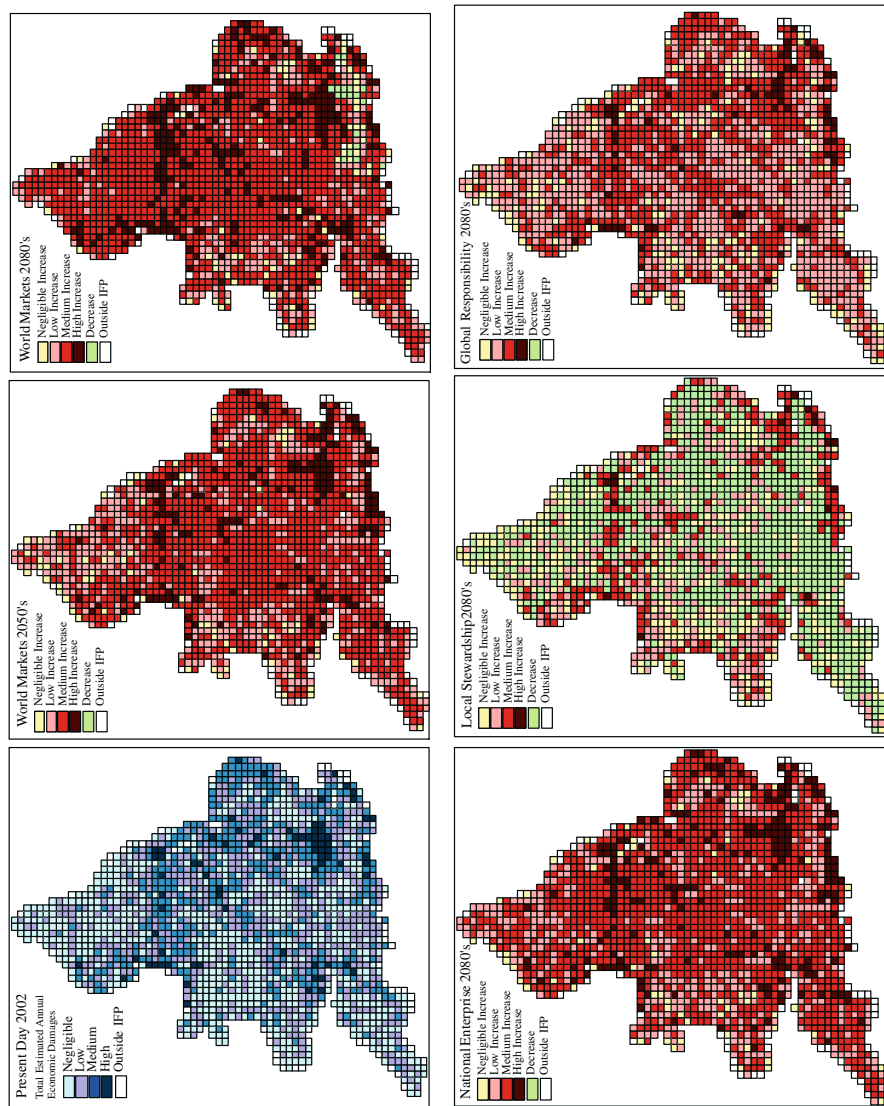 Present Day 2002
Total Estimated Annual
Economic Damages
Negligible
Low
Medium
High
Outside IFP
World Markets 2050's
Negligible Increase
Low Increase
Medium Increase
High Increase
Decrease
Outside IFP
World Markets 2080's
Negligible Increase
Low Increase
Medium Increase
High Increase
Decrease
Outside IFP
National Enterprise 2080's
Negligible Increase
Low Increase
Medium Increase
High Increase
Decrease
Outside IFP
Local Stewardship2080's
Negligible Increase
Low Increase
Medium Increase
High Increase
Decrease
Outside IFP
Global Responsibility 2080's
Negligible Increase
Low Increase
Medium Increase
High Increase
Decrease
Outside IFP